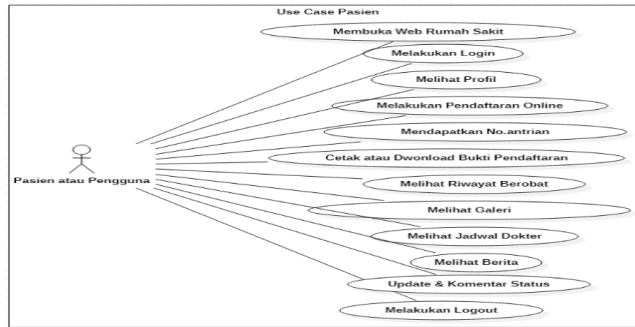 Use Case Pasien
Membuka Web Rumah Sakit
Melakukan Login
Melihat Profil
Melakukan Pendaftaran Online
Mendapatkan No.antrian
Cetak atau Dwonload Bukti Pendaftaran
Pasien atau Pengguna
Melihat Riwayat Berobat
Melihat Galeri
Melihat Jadwal Dokter
Melihat Berita
Update & Komentar Status
Melakukan Logout